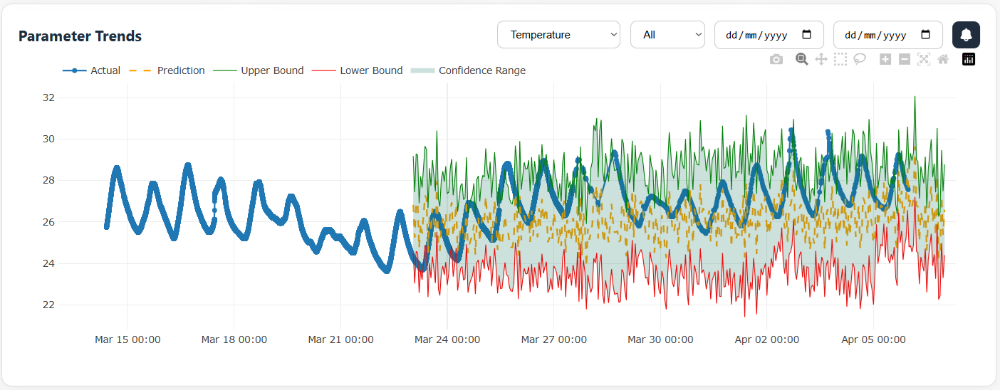 Parameter Trends
Temperature
All
dd/mm/yyyy
dd/mm/yyyy
Actual
Prediction
Upper Bound
Lower Bound
Confidence Range
32
30
28
26
24
22
Mar 15 00:00
Mar 18 00:00
Mar 21 00:00
Mar 24 00:00
Mar 27 00:00
Mar 30 00:00
Apr 02 00:00
Apr 05 00:00